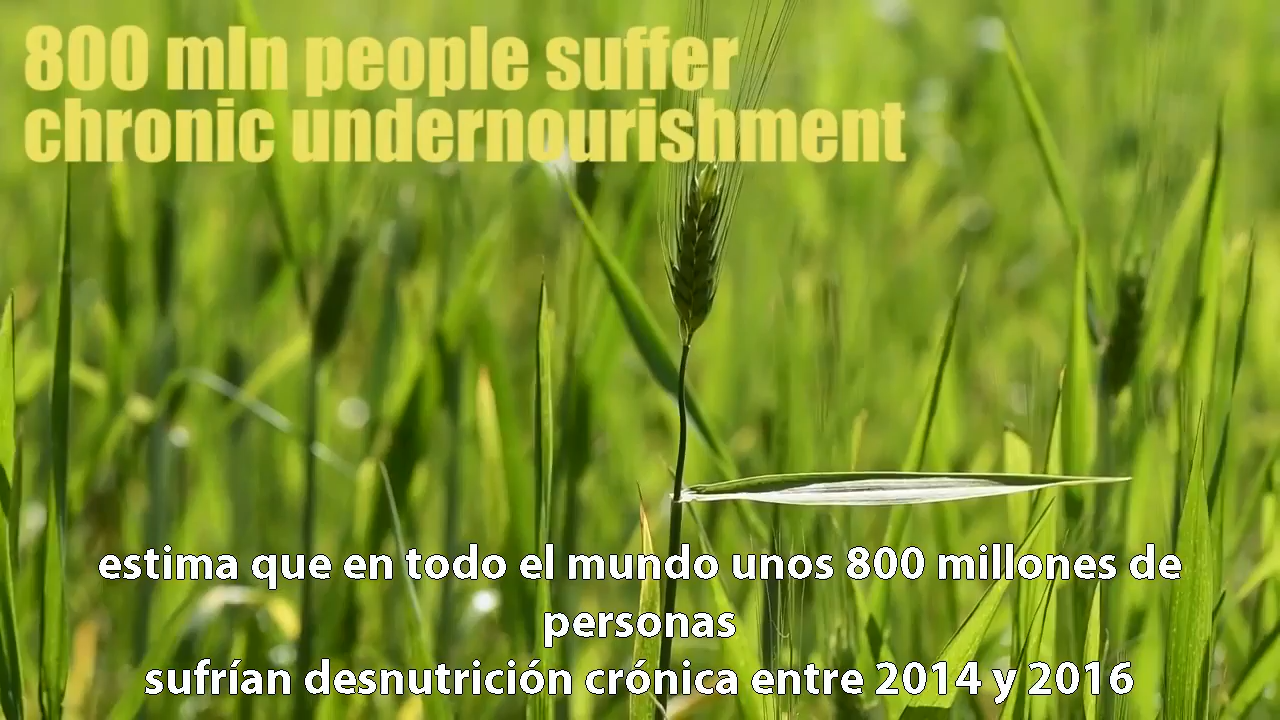 800 mln people suffer
chronic undernourishment
estima que en todo el mundo unos 800 millones de
personas
sufrían desnutrición crónica entre 2014 y 2016